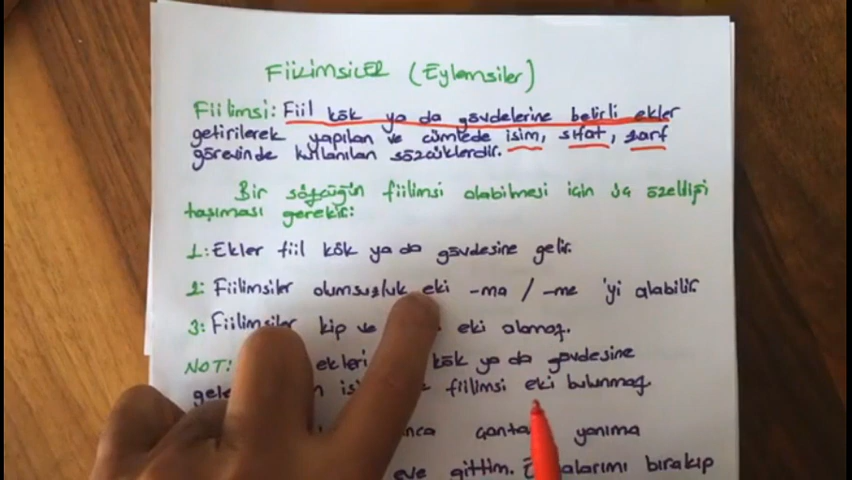 FiiLiMSiLER (Eylemsiler)
Fiilimsi: Fiil kök ya da gövdelerine belirli ekler
getirilerek yapılan ve cümlede isim, sıfat, zarf
görevinde kullanılan sözcüklerdir.
Bir sözcüğün fiilimsi olabilmesi için üç özelliği
taşıması gerekir:
1: Ekler fiil kök ya da gövdesine gelir.
2: Fiilimsiler olumsuzluk eki -ma / -me 'yi alabilir.
3: Fiilimsiler kip ve eki alamaz.
NOT: ekleri kök ya da gövdesine
fiilimsi eki bulunmaz.
yanıma
eve gittim. bırakıp